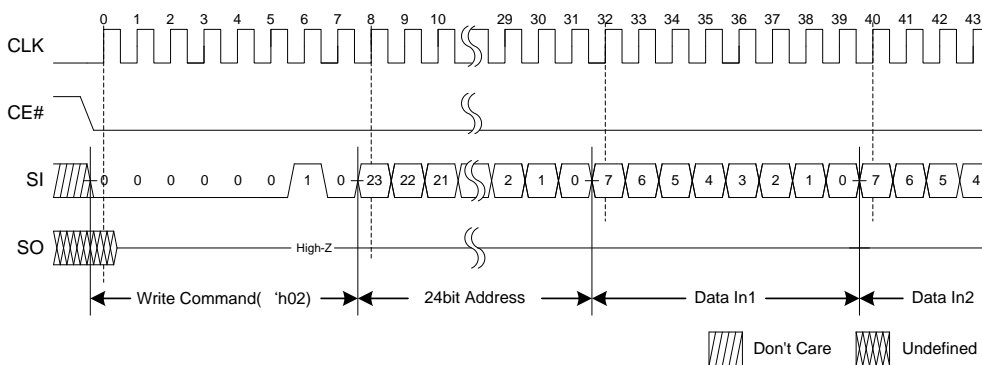 0 1 2 3 4 5 6 7 8 9 10 29 30 31 32 33 34 35 36 37 38 39 40 41 42 43
CLK
CE#
SI 0 0 0 0 0 0 1 0 23 22 21 2 1 0 7 6 5 4 3 2 1 0 7 6 5 4
SO High-Z
Write Command( 'h02) 24bit Address Data In1 Data In2
Don't Care Undefined